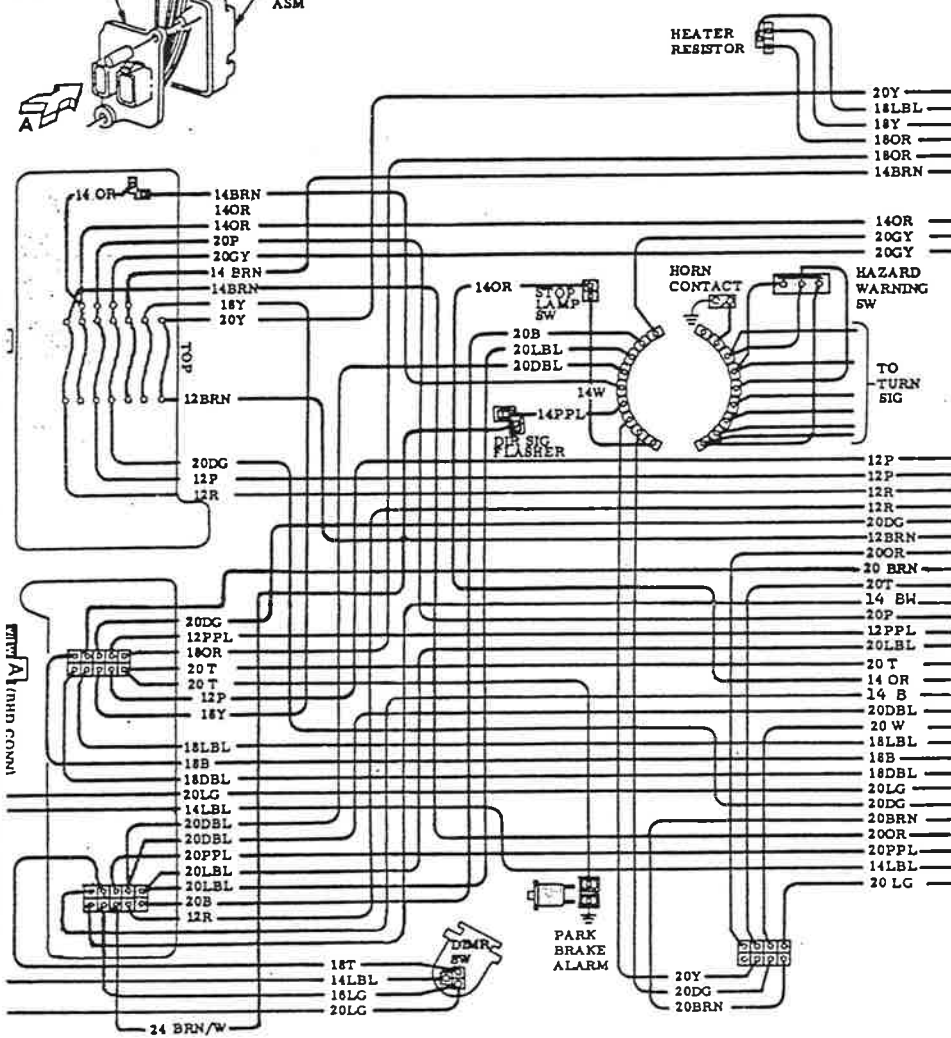 ASM
A
HEATER
RESISTOR
20Y
18LBL
18Y
18OR
18OR
14BRN
14 OR
14BRN
14OR
14OR
20P
20GY
14 BRN
14BRN
18Y
20Y
TOP
12BRN
20DG
12P
12R
14OR
20GY
20GY
14OR
STOP
LAMP
SW
HORN
CONTACT
HAZARD
WARNING
SW
20B
20LBL
20DBL
14W
14PPL
DIR SIG
FLASHER
TO
TURN
SIG
12P
12P
12R
12R
20DG
12BRN
20OR
20 BRN
20T
14 BW
20P
12PPL
20LBL
20 T
14 OR
14 B
20DBL
20 W
18LBL
18B
18DBL
20LG
20DG
20BRN
20OR
20PPL
14LBL
20 LG
VIEW A (RHD CONN)
20DG
12PPL
18OR
20 T
20 T
12P
18Y
18LBL
18B
18DBL
20LG
14LBL
20DBL
20DBL
20PPL
20LBL
20LBL
20B
12R
PARK
BRAKE
ALARM
DIMR
SW
18T
14LBL
16LG
20LG
24 BRN/W
20Y
20DG
20BRN